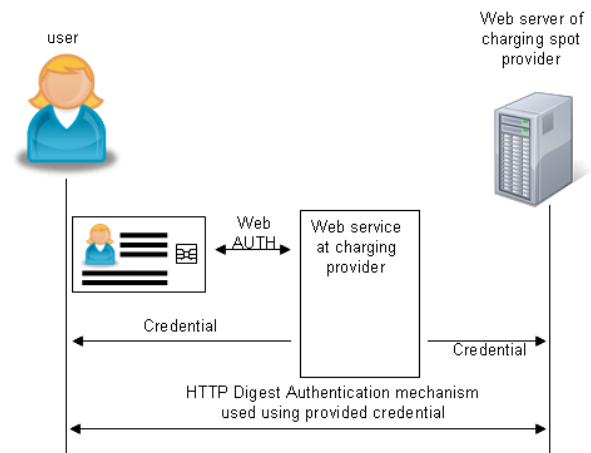 user
Web server of
charging spot
provider
Web
AUTH
Web service
at charging
provider
Credential
Credential
HTTP Digest Authentication mechanism
used using provided credential